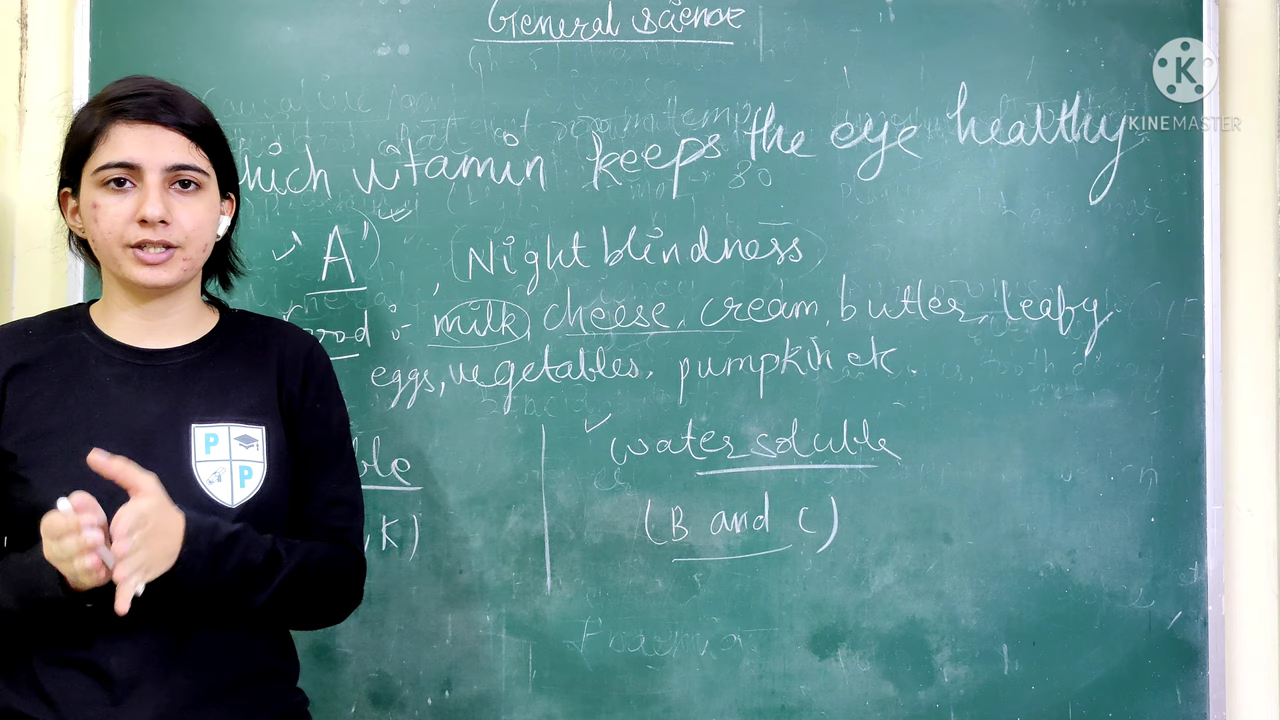 General science
hich vitamin keeps the eye healthy
'A' , (Night blindness)
ood :- milk, cheese, cream, butter, leafy
eggs, vegetables, pumpkin etc.
ble
,K)
water soluble
(B and C)
P
P
K
KINEMASTER